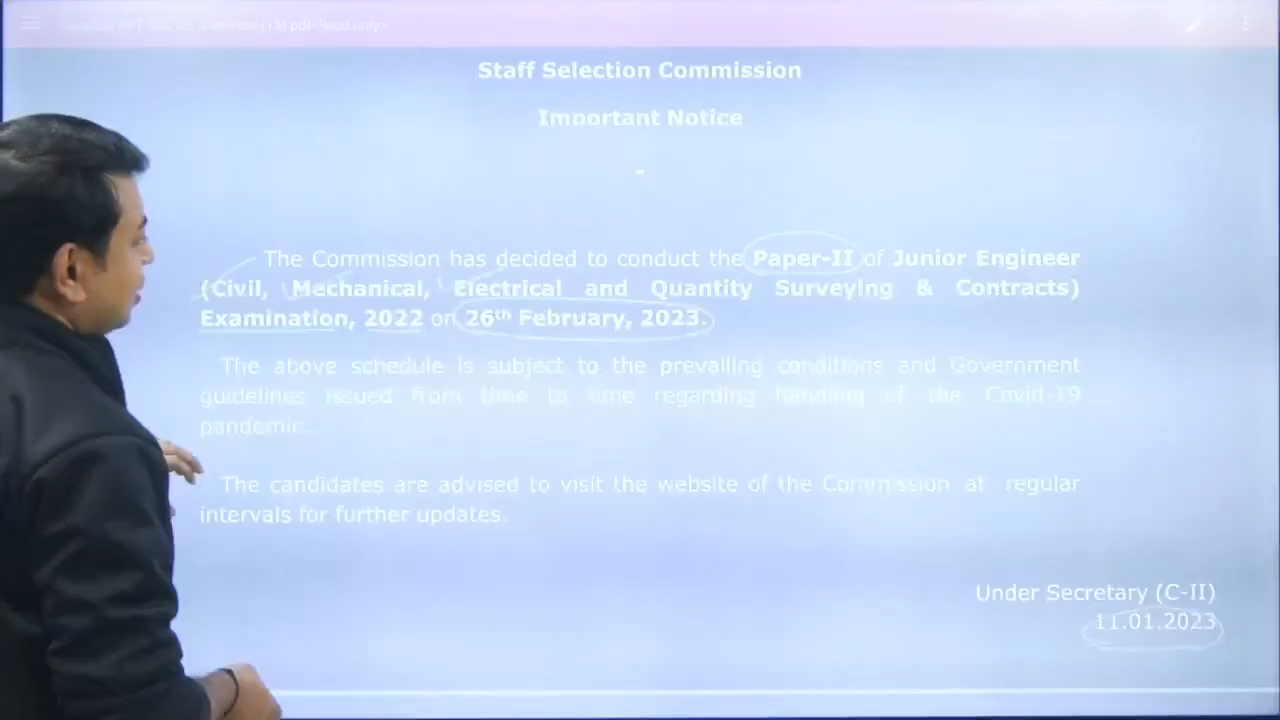 Staff Selection Commission
Important Notice
-
The Commission has decided to conduct the Paper-II of Junior Engineer
(Civil, Mechanical, Electrical and Quantity Surveying & Contracts)
Examination, 2022 on 26th February, 2023.
The above schedule is subject to the prevailing conditions and Government
guidelines issued from time to time regarding handling of the Covid-19
pandemic.
The candidates are advised to visit the website of the Commission at regular
intervals for further updates.
Under Secretary (C-II)
11.01.2023